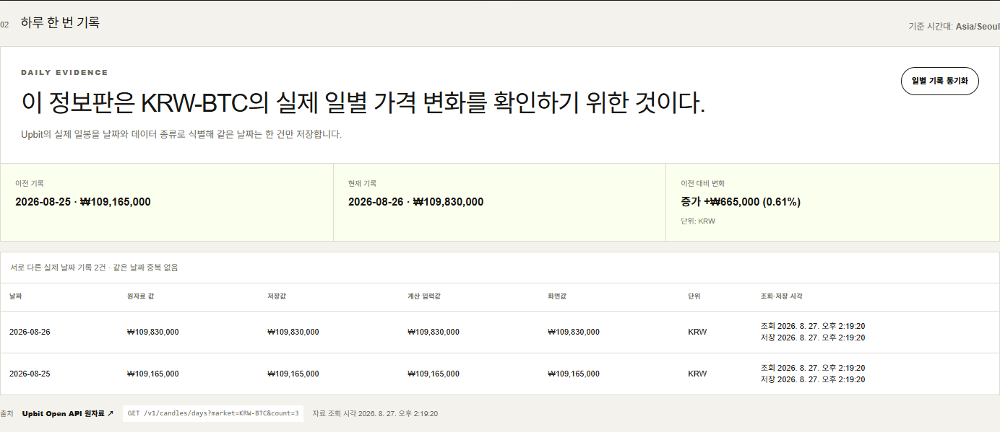 02 하루 한 번 기록
기준 시간대: Asia/Seoul
DAILY EVIDENCE
일별 기록 동기화
이 정보판은 KRW-BTC의 실제 일별 가격 변화를 확인하기 위한 것이다.
Upbit의 실제 일봉을 날짜와 데이터 종류로 식별해 같은 날짜는 한 건만 저장합니다.
이전 기록
2026-08-25 · ₩109,165,000
현재 기록
2026-08-26 · ₩109,830,000
이전 대비 변화
증가 +₩665,000 (0.61%)
단위: KRW
서로 다른 실제 날짜 기록 2건 · 같은 날짜 중복 없음
날짜 원자료 값 저장값 계산 입력값 화면값 단위 조회·저장 시각
2026-08-26 ₩109,830,000 ₩109,830,000 ₩109,830,000 ₩109,830,000 KRW 조회 2026. 8. 27. 오후 2:19:20
저장 2026. 8. 27. 오후 2:19:20
2026-08-25 ₩109,165,000 ₩109,165,000 ₩109,165,000 ₩109,165,000 KRW 조회 2026. 8. 27. 오후 2:19:20
저장 2026. 8. 27. 오후 2:19:20
출처 Upbit Open API 원자료 ↗ GET /v1/candles/days?market=KRW-BTC&count=3 자료 조회 시각 2026. 8. 27. 오후 2:19:20